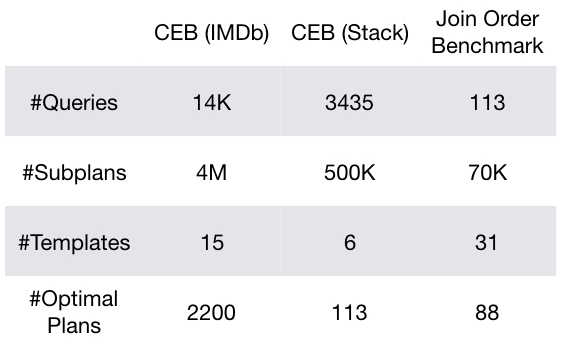 CEB (IMDb) CEB (Stack) Join Order Benchmark
#Queries 14K 3435 113
#Subplans 4M 500K 70K
#Templates 15 6 31
#Optimal Plans 2200 113 88